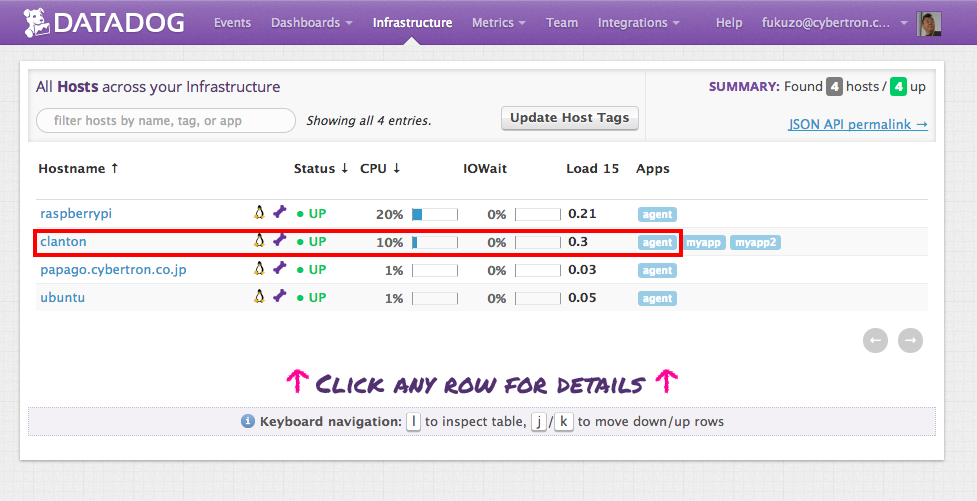 DATADOG Events Dashboards Infrastructure Metrics Team Integrations Help fukuzo@cybertron.c...
All Hosts across your Infrastructure
SUMMARY: Found 4 hosts / 4 up
filter hosts by name, tag, or app Showing all 4 entries. Update Host Tags
JSON API permalink →
Hostname ↑ Status ↓ CPU ↓ IOWait Load 15 Apps
raspberrypi UP 20% 0% 0.21 agent
clanton UP 10% 0% 0.3 agent myapp myapp2
papago.cybertron.co.jp UP 1% 0% 0.03 agent
ubuntu UP 1% 0% 0.05 agent
← →
↑ CLICK ANY ROW FOR DETAILS ↑
i Keyboard navigation: l to inspect table, j / k to move down/up rows